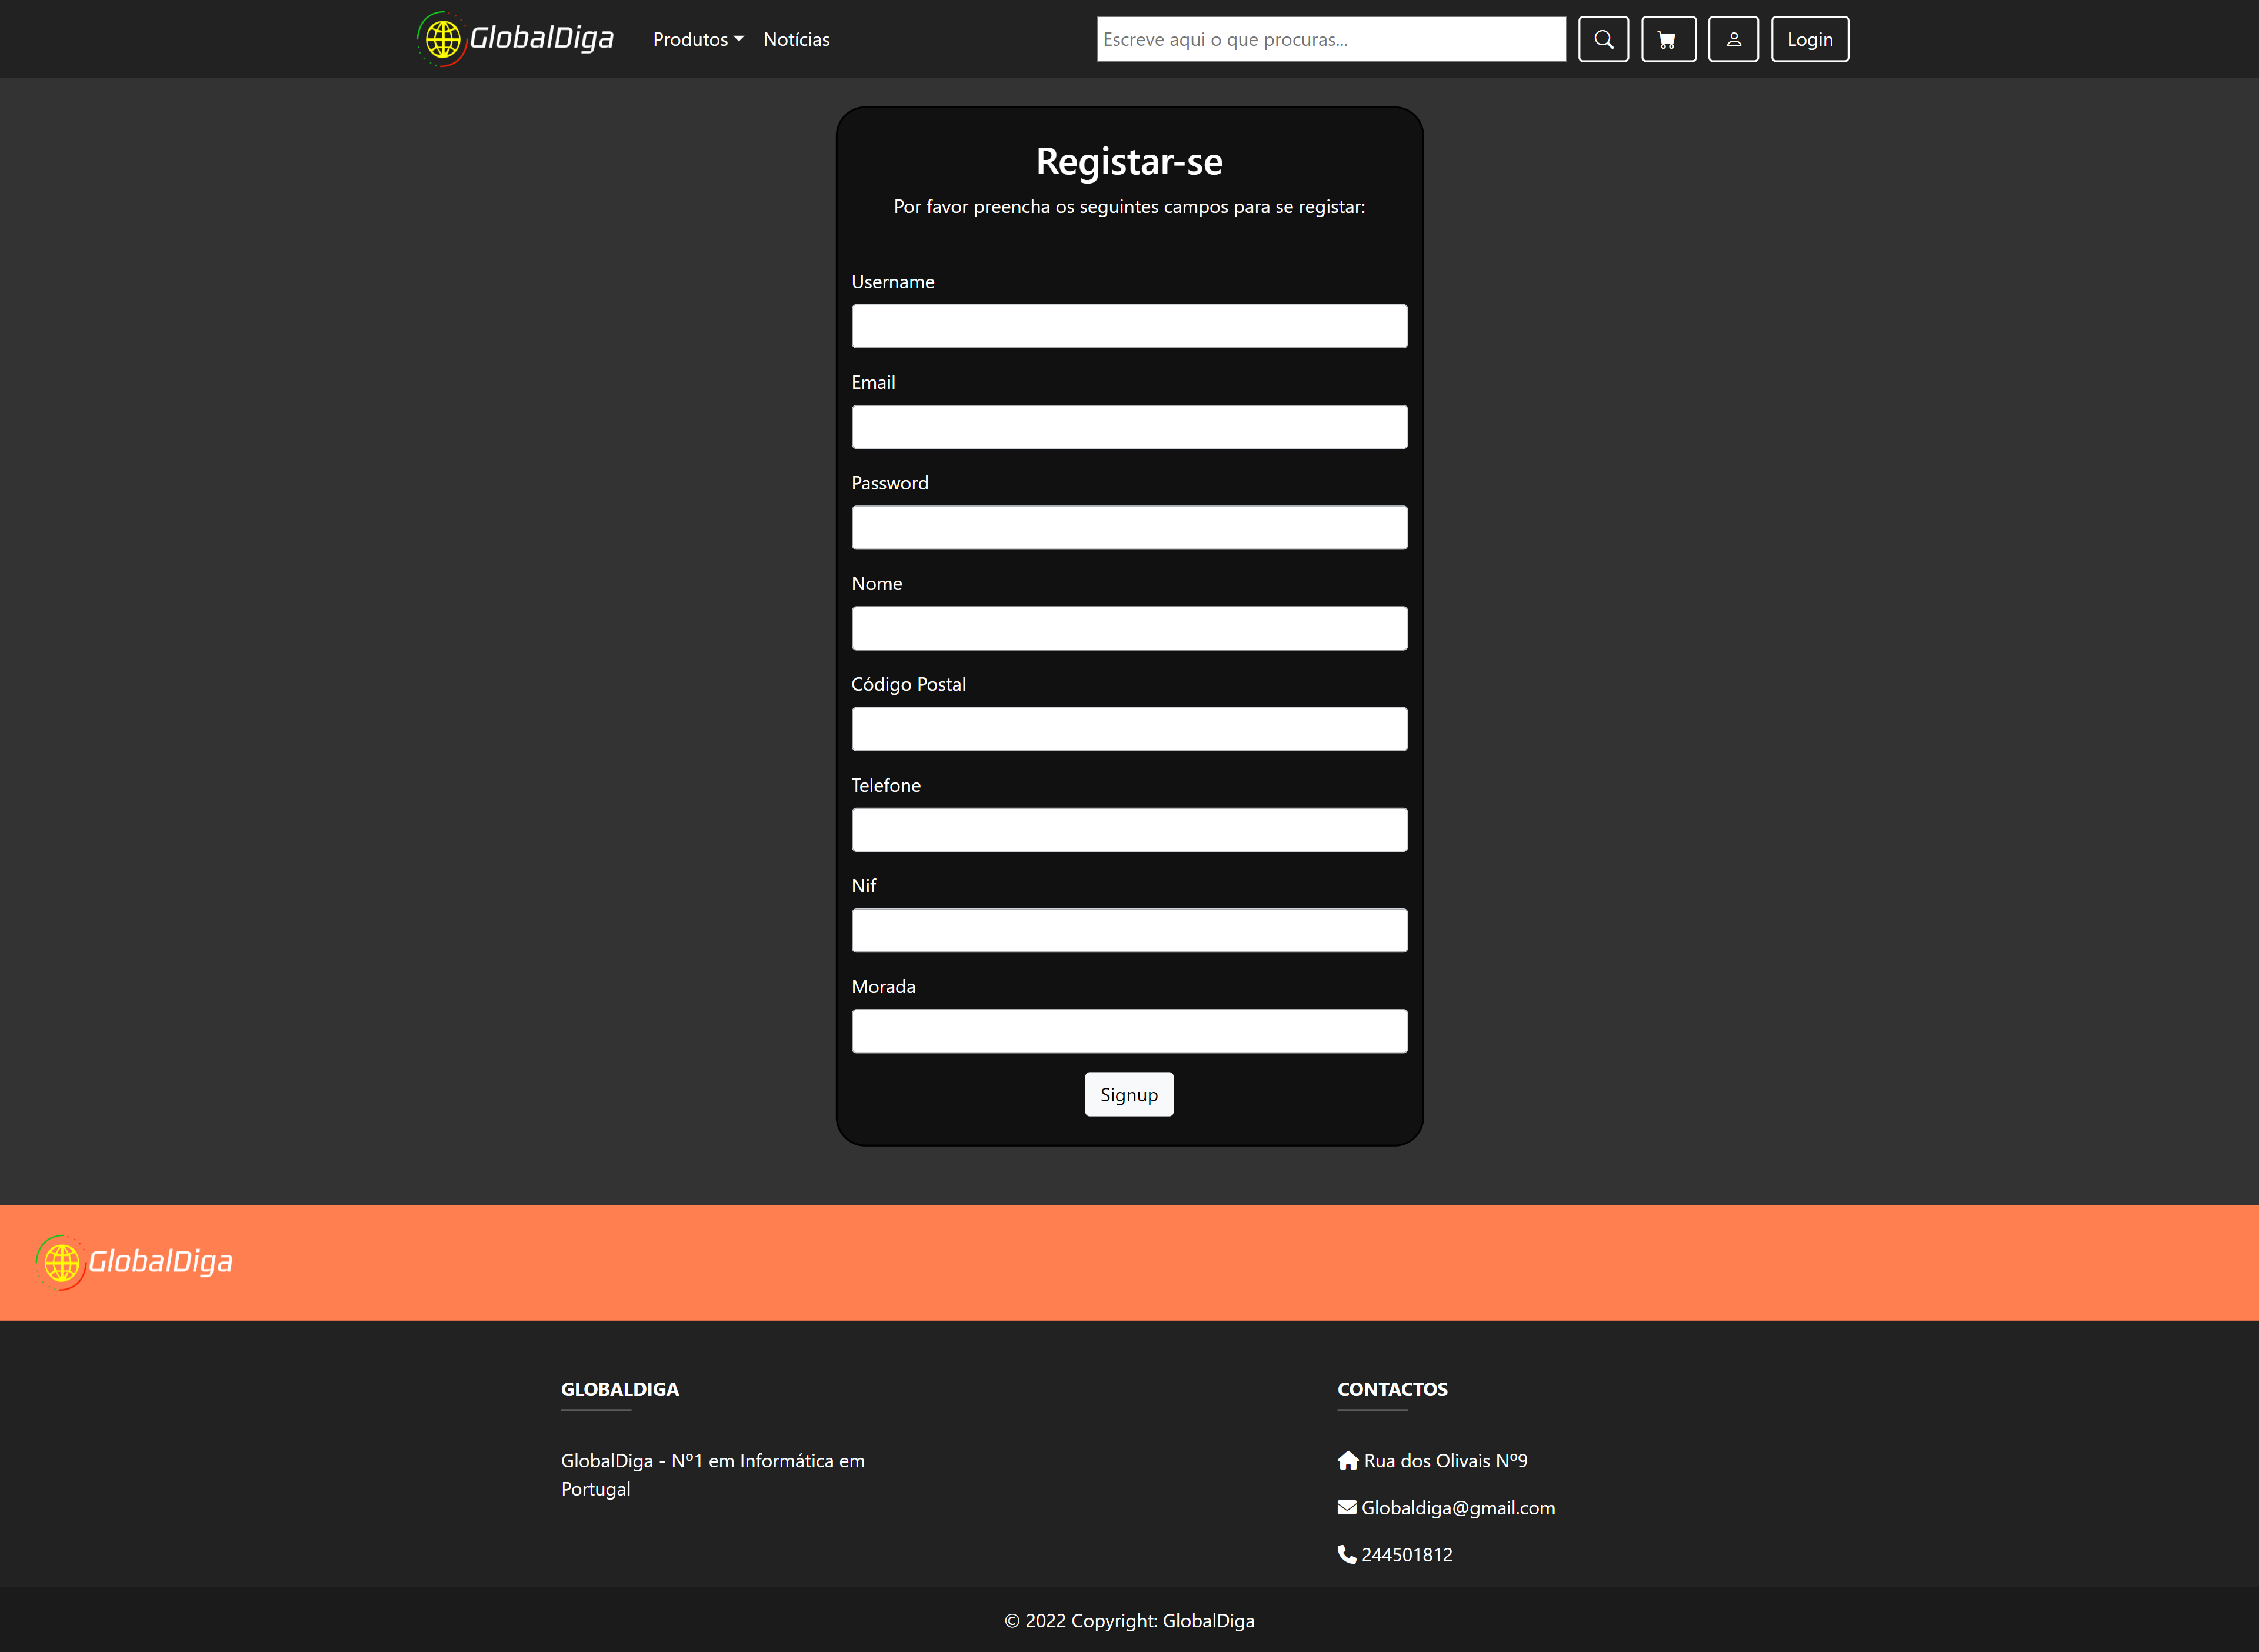 GlobalDiga
Produtos
Notícias
Escreve aqui o que procuras...
Login
Registar-se
Por favor preencha os seguintes campos para se registar:
Username
Email
Password
Nome
Código Postal
Telefone
Nif
Morada
Signup
GlobalDiga
GLOBALDIGA
GlobalDiga - Nº1 em Informática em
Portugal
CONTACTOS
Rua dos Olivais Nº9
Globaldiga@gmail.com
244501812
© 2022 Copyright: GlobalDiga